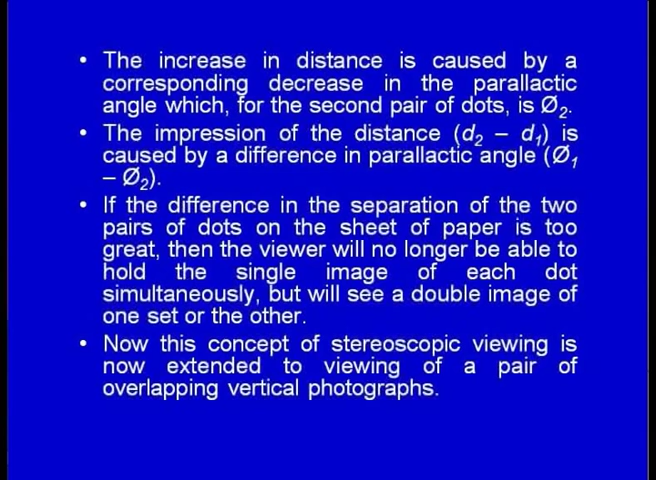 • The increase in distance is caused by a
corresponding decrease in the parallactic
angle which, for the second pair of dots, is Ø₂.
• The impression of the distance (d₂ – d₁) is
caused by a difference in parallactic angle (Ø₁
– Ø₂).
• If the difference in the separation of the two
pairs of dots on the sheet of paper is too
great, then the viewer will no longer be able to
hold the single image of each dot
simultaneously, but will see a double image of
one set or the other.
• Now this concept of stereoscopic viewing is
now extended to viewing of a pair of
overlapping vertical photographs.